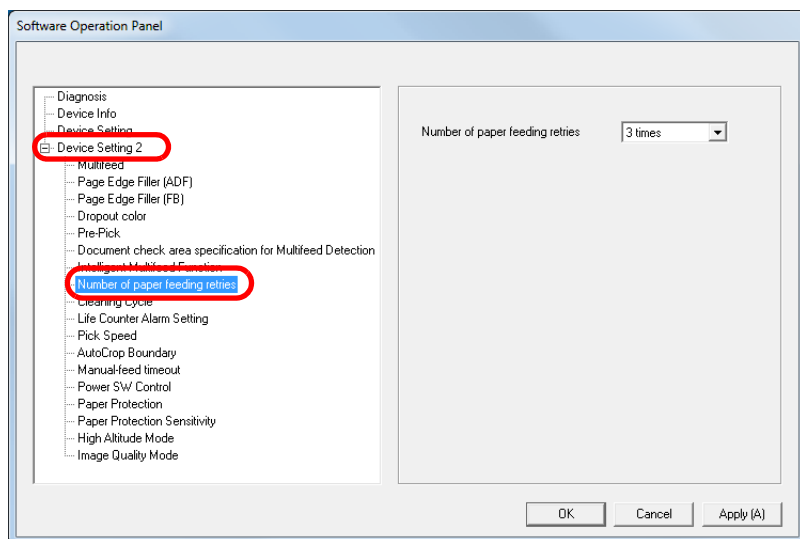 Software Operation Panel
Diagnosis
Device Info
Device Setting
Device Setting 2
Multifeed
Page Edge Filler (ADF)
Page Edge Filler (FB)
Dropout color
Pre-Pick
Document check area specification for Multifeed Detection
Intelligent Multifeed Function
Number of paper feeding retries
Cleaning Cycle
Life Counter Alarm Setting
Pick Speed
AutoCrop Boundary
Manual-feed timeout
Power SW Control
Paper Protection
Paper Protection Sensitivity
High Altitude Mode
Image Quality Mode
Number of paper feeding retries 3 times
OK Cancel Apply (A)